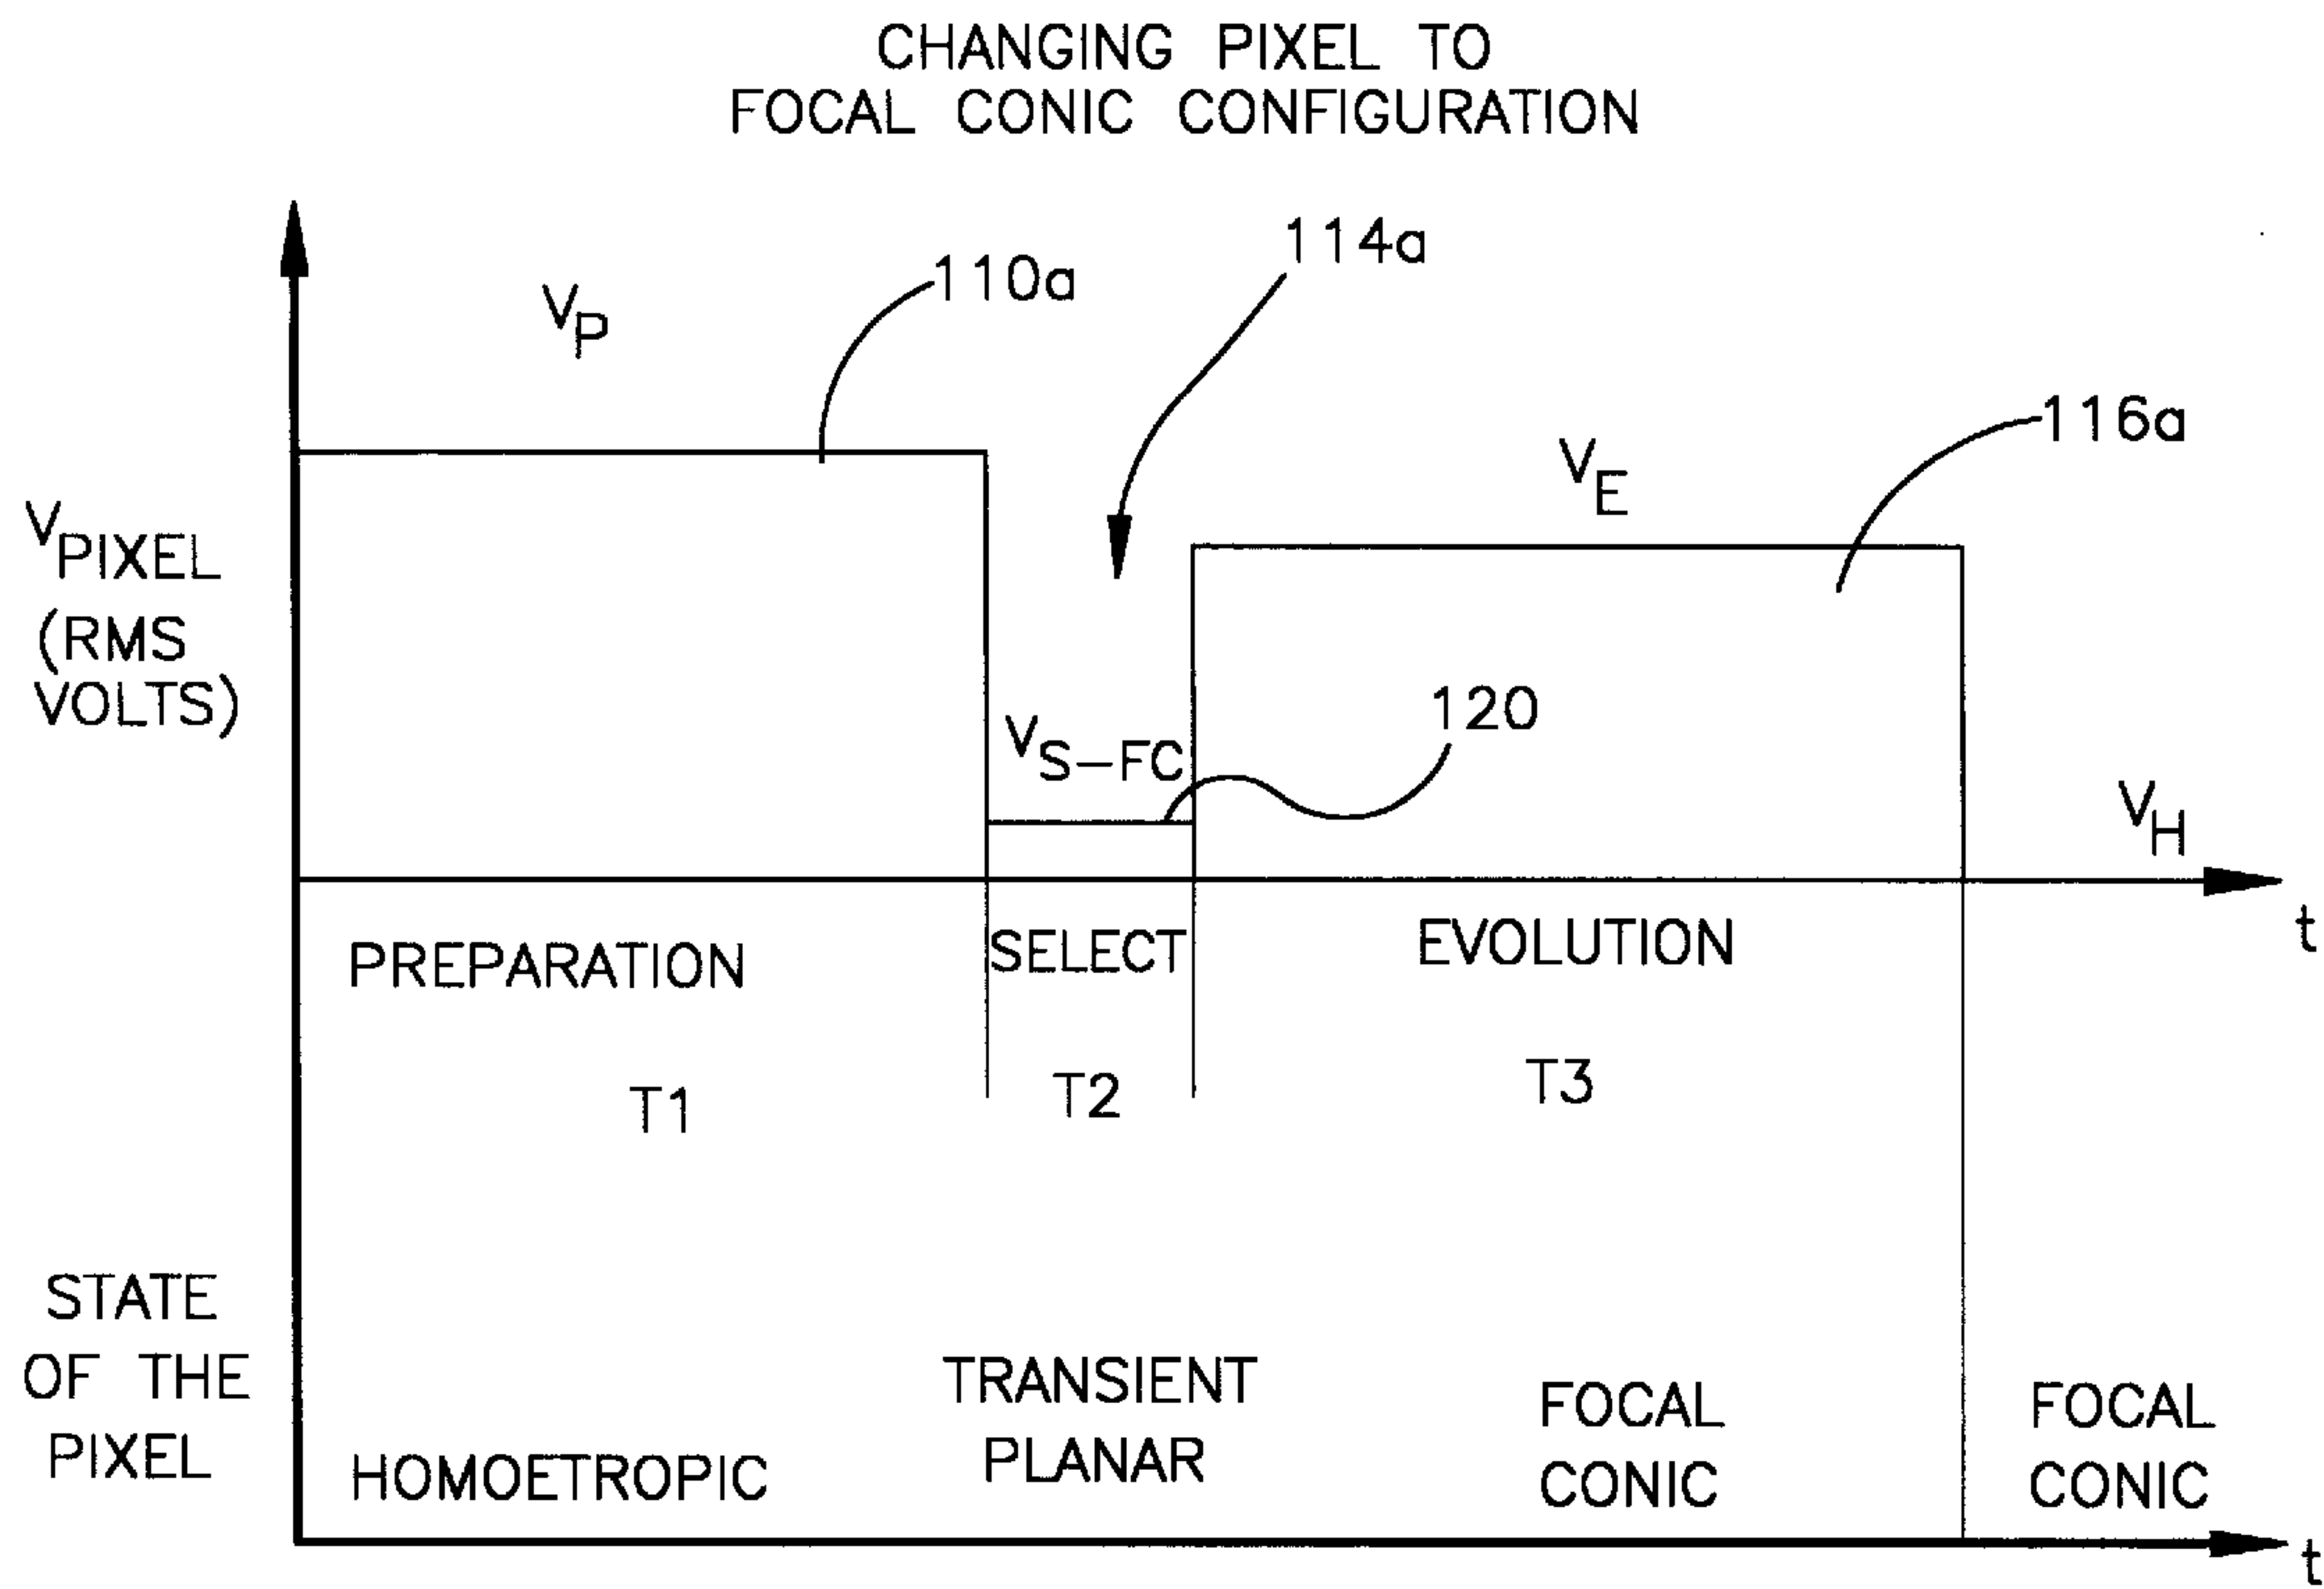 CHANGING PIXEL TO
FOCAL CONIC CONFIGURATION
114a
110a
VP
116a
VE
VPIXEL
(RMS
VOLTS)
120
VS-FC
VH
t
PREPARATION
SELECT
EVOLUTION
T1
T2
T3
STATE
OF THE
PIXEL
HOMOETROPIC
TRANSIENT
PLANAR
FOCAL
CONIC
FOCAL
CONIC
t